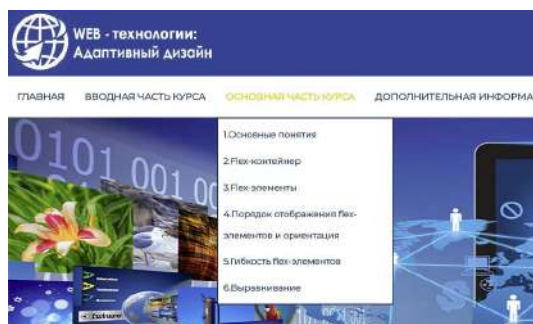 WEB - технологии:
Адаптивный дизайн
ГЛАВНАЯ ВВОДНАЯ ЧАСТЬ КУРСА ОСНОВНАЯ ЧАСТЬ КУРСА ДОПОЛНИТЕЛЬНАЯ ИНФОРМА
1.Основные понятия
2.Flex-контейнер
3.Flex-элементы
4.Порядок отображения flex-
элементов и ориентация
5.Гибкость flex-элементов
6.Выравнивание
0101 001 00